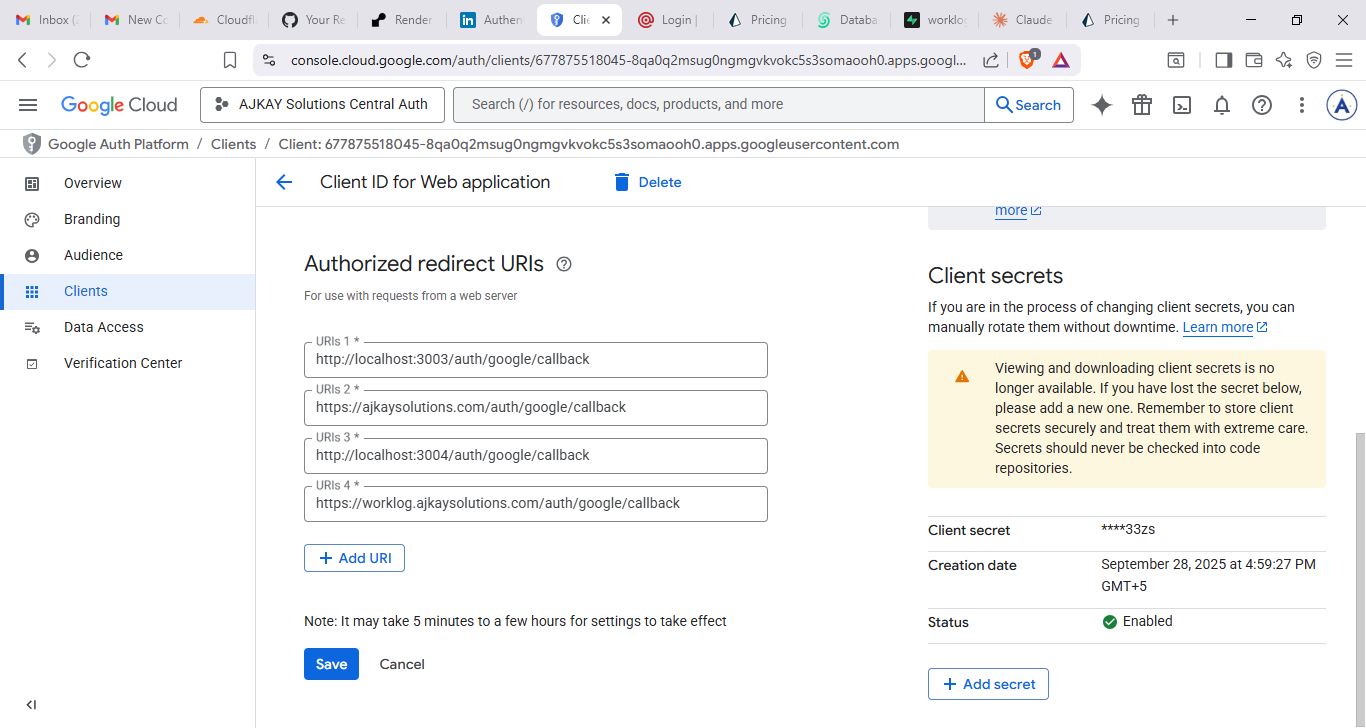 Inbox (2
New Co
Cloudfl
Your Re
Render
Authen
Clie
Login |
Pricing
Databa
worklog
Claude
Pricing
console.cloud.google.com/auth/clients/677875518045-8qa0q2msug0ngmgvkvokc5s3somaooh0.apps.googl...
1
Google Cloud
AJKAY Solutions Central Auth
Search (/) for resources, docs, products, and more
Search
A
Google Auth Platform / Clients / Client: 677875518045-8qa0q2msug0ngmgvkvokc5s3somaooh0.apps.googleusercontent.com
Overview
Branding
Audience
Clients
Data Access
Verification Center
Client ID for Web application
Delete
Authorized redirect URIs
For use with requests from a web server
URIs 1 *
http://localhost:3003/auth/google/callback
URIs 2 *
https://ajkaysolutions.com/auth/google/callback
URIs 3 *
http://localhost:3004/auth/google/callback
URIs 4 *
https://worklog.ajkaysolutions.com/auth/google/callback
+ Add URI
Note: It may take 5 minutes to a few hours for settings to take effect
Save
Cancel
more
Client secrets
If you are in the process of changing client secrets, you can
manually rotate them without downtime. Learn more
Viewing and downloading client secrets is no
longer available. If you have lost the secret below,
please add a new one. Remember to store client
secrets securely and treat them with extreme care.
Secrets should never be checked into code
repositories.
Client secret
****33zs
Creation date
September 28, 2025 at 4:59:27 PM
GMT+5
Status
Enabled
+ Add secret